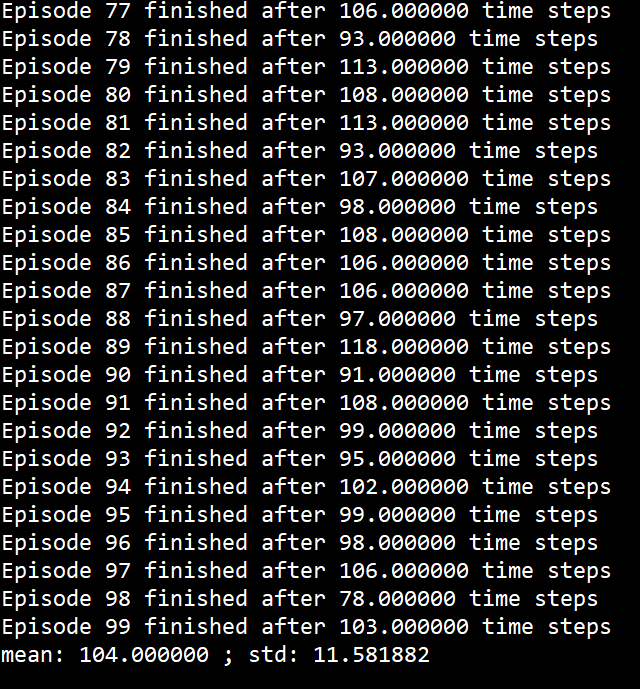 Episode 77 finished after 106.000000 time steps
Episode 78 finished after 93.000000 time steps
Episode 79 finished after 113.000000 time steps
Episode 80 finished after 108.000000 time steps
Episode 81 finished after 113.000000 time steps
Episode 82 finished after 93.000000 time steps
Episode 83 finished after 107.000000 time steps
Episode 84 finished after 98.000000 time steps
Episode 85 finished after 108.000000 time steps
Episode 86 finished after 106.000000 time steps
Episode 87 finished after 106.000000 time steps
Episode 88 finished after 97.000000 time steps
Episode 89 finished after 118.000000 time steps
Episode 90 finished after 91.000000 time steps
Episode 91 finished after 108.000000 time steps
Episode 92 finished after 99.000000 time steps
Episode 93 finished after 95.000000 time steps
Episode 94 finished after 102.000000 time steps
Episode 95 finished after 99.000000 time steps
Episode 96 finished after 98.000000 time steps
Episode 97 finished after 106.000000 time steps
Episode 98 finished after 78.000000 time steps
Episode 99 finished after 103.000000 time steps
mean: 104.000000 ; std: 11.581882